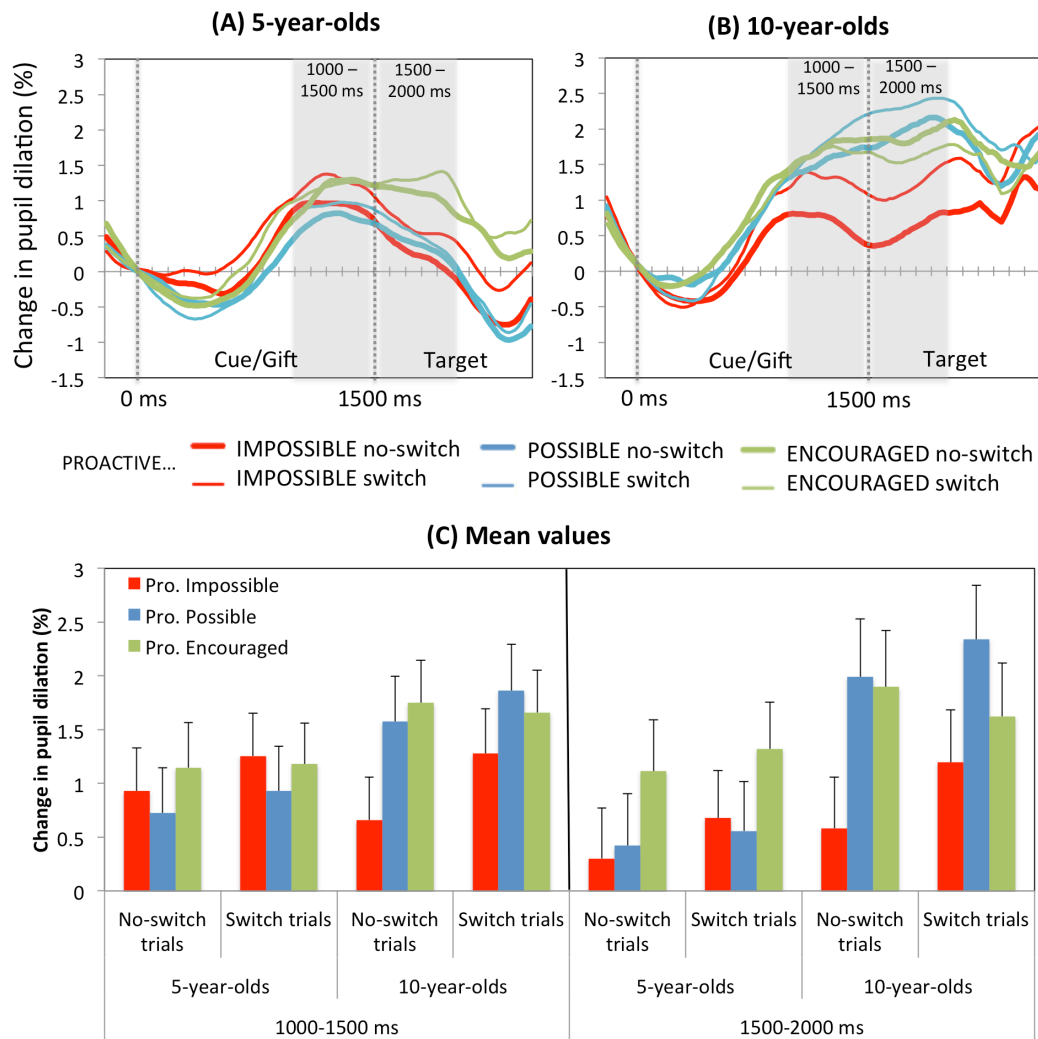 (A) 5-year-olds
(B) 10-year-olds
Change in pupil dilation (%)
3
2.5
2
1.5
1
0.5
0
-0.5
-1
-1.5
1000 –
1500 ms
1500 –
2000 ms
Cue/Gift
Target
0 ms
1500 ms
3
2.5
2
1.5
1
0.5
0
-0.5
-1
-1.5
1000 –
1500 ms
1500 –
2000 ms
Cue/Gift
Target
0 ms
1500 ms
PROACTIVE...
IMPOSSIBLE no-switch
IMPOSSIBLE switch
POSSIBLE no-switch
POSSIBLE switch
ENCOURAGED no-switch
ENCOURAGED switch
(C) Mean values
Change in pupil dilation (%)
3
2.5
2
1.5
1
0.5
0
Pro. Impossible
Pro. Possible
Pro. Encouraged
No-switch
trials
Switch trials
No-switch
trials
Switch trials
No-switch
trials
Switch trials
No-switch
trials
Switch trials
5-year-olds
10-year-olds
5-year-olds
10-year-olds
1000-1500 ms
1500-2000 ms